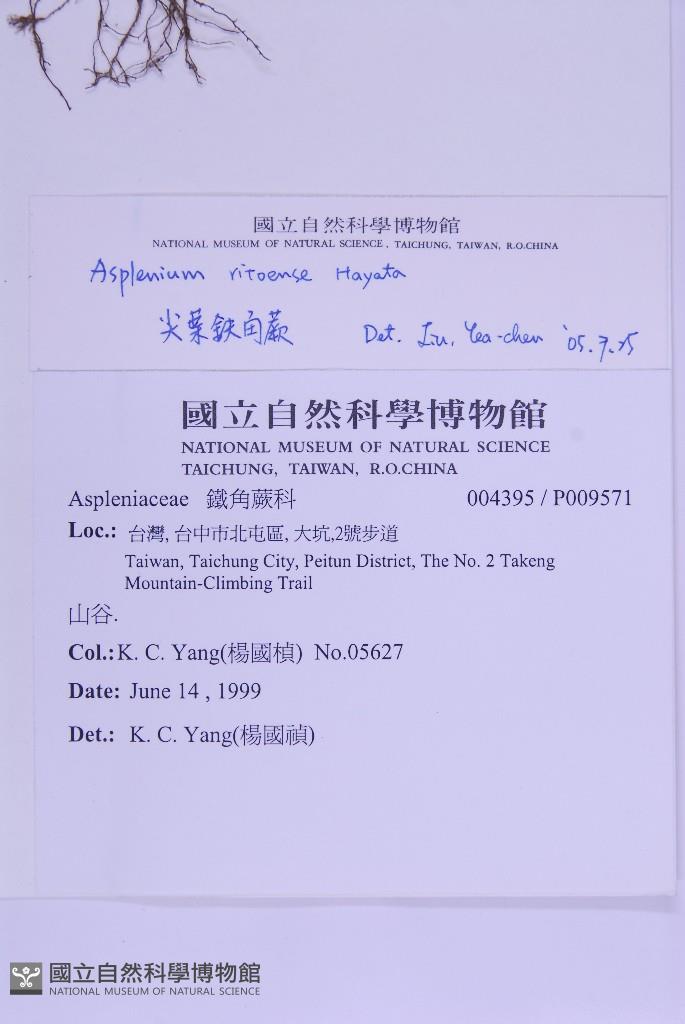 國立自然科學博物館
NATIONAL MUSEUM OF NATURAL SCIENCE, TAICHUNG, TAIWAN, R.O.CHINA
Asplenium ritoense Hayata
尖葉鉄角蕨 Det. Liu, Yea-chen '05.7.25
國立自然科學博物館
NATIONAL MUSEUM OF NATURAL SCIENCE
TAICHUNG, TAIWAN, R.O.CHINA
Aspleniaceae 鐵角蕨科 004395 / P009571
Loc.: 台灣, 台中市北屯區, 大坑,2號步道
Taiwan, Taichung City, Peitun District, The No. 2 Takeng
Mountain-Climbing Trail
山谷.
Col.:K. C. Yang(楊國楨) No.05627
Date: June 14 , 1999
Det.: K. C. Yang(楊國禎)
國立自然科學博物館
NATIONAL MUSEUM OF NATURAL SCIENCE